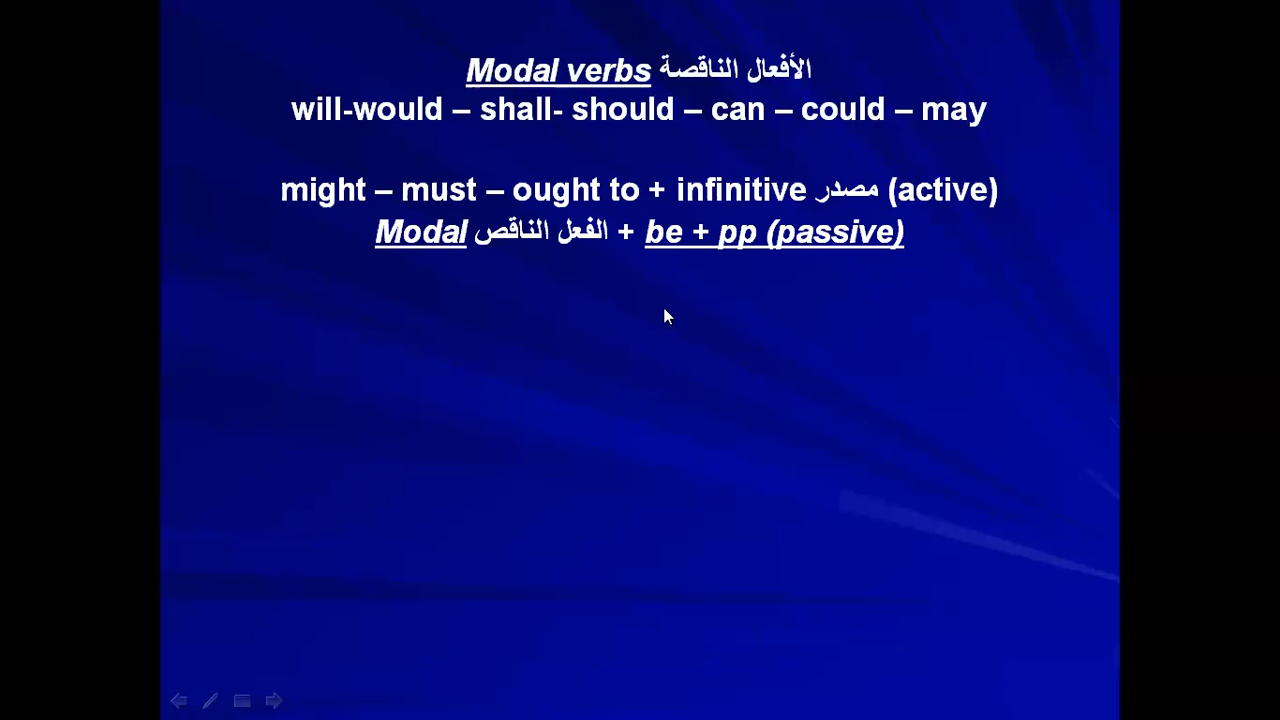 Modal verbs الأفعال الناقصة
will-would – shall- should – can – could – may
might – must – ought to + infinitive مصدر (active)
Modal الفعل الناقص + be + pp (passive)